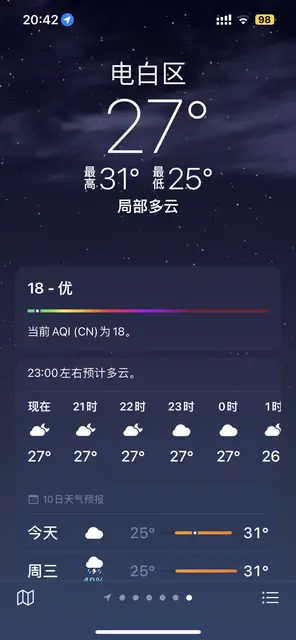 20:42
98
电白区
27°
最高31° 最低25°
局部多云
18 - 优
当前 AQI (CN) 为 18。
23:00左右预计多云。
现在 21时 22时 23时 0时 1时
27° 27° 27° 27° 27° 26
10日天气预报
今天 25° 31°
周三 25° 31°